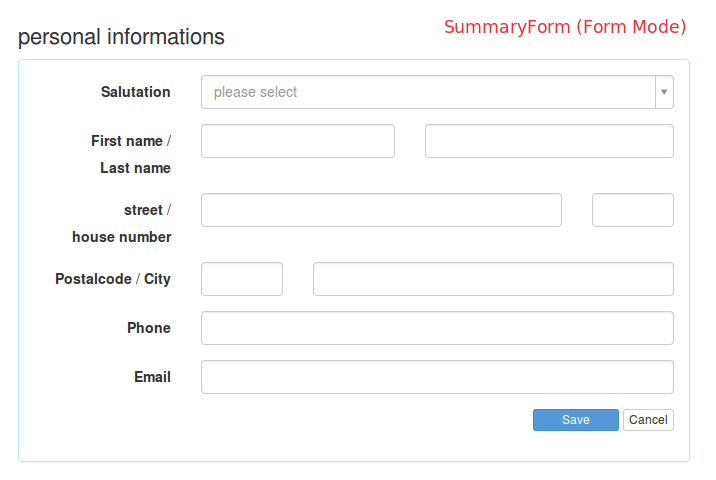 personal informations
SummaryForm (Form Mode)
Salutation
please select
First name /
Last name
street /
house number
Postalcode / City
Phone
Email
Save
Cancel